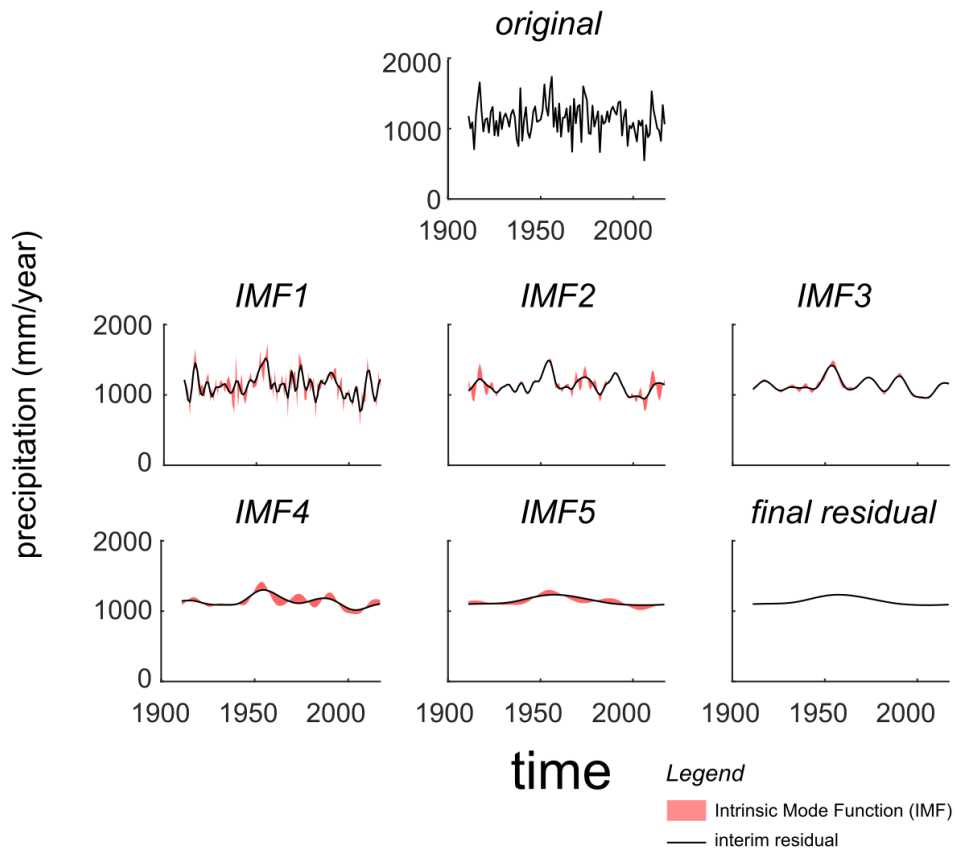 original
2000
1000
0
1900 1950 2000
precipitation (mm/year)
IMF1 IMF2 IMF3
2000
1000
0
IMF4 IMF5 final residual
2000
1000
0
1900 1950 2000 1900 1950 2000 1900 1950 2000
time
Legend
Intrinsic Mode Function (IMF)
interim residual